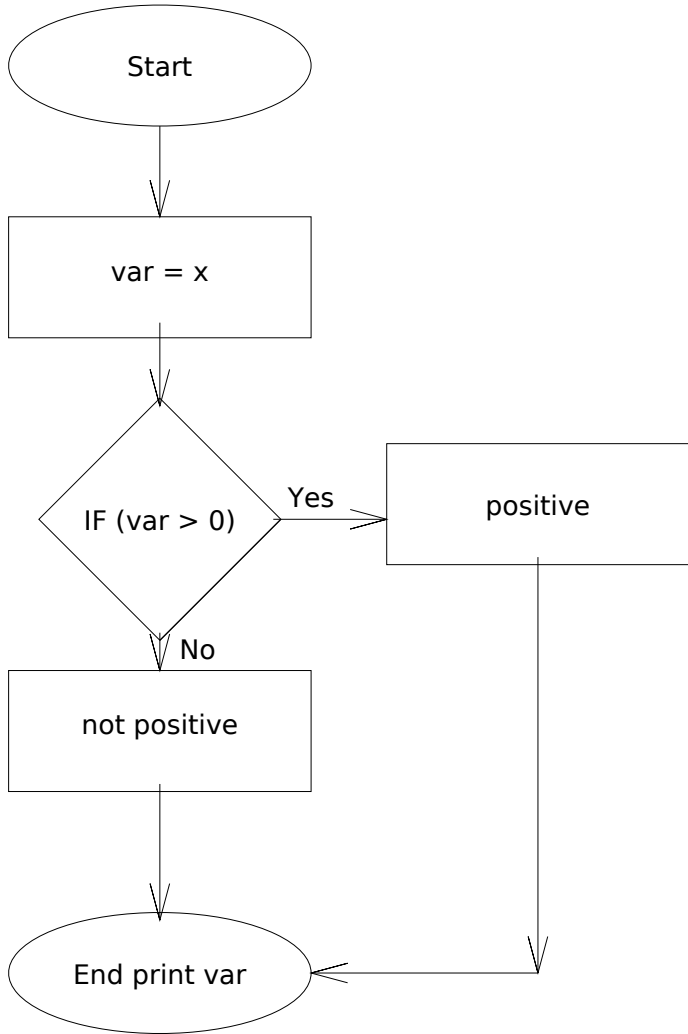 Start
var = x
IF (var > 0)
Yes
positive
No
not positive
End print var